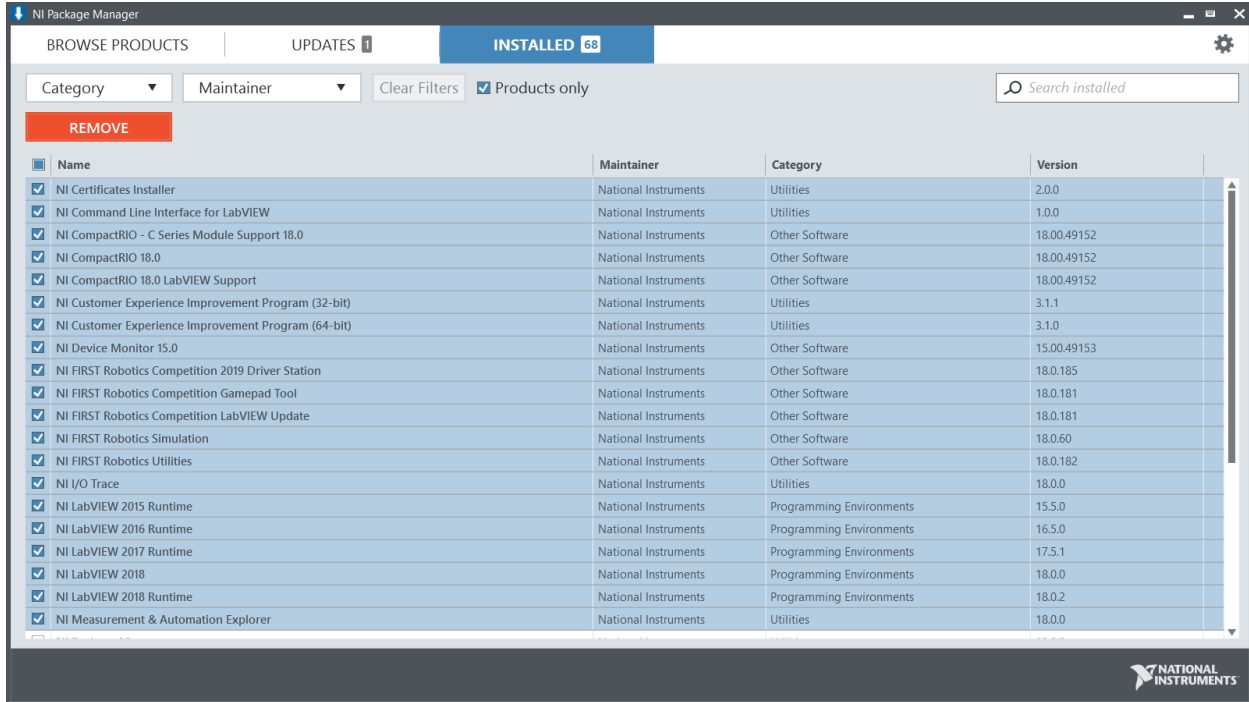 NI Package Manager
BROWSE PRODUCTS UPDATES 1 INSTALLED 68
Category Maintainer Clear Filters Products only Search installed
REMOVE
Name Maintainer Category Version
NI Certificates Installer National Instruments Utilities 2.0.0
NI Command Line Interface for LabVIEW National Instruments Utilities 1.0.0
NI CompactRIO - C Series Module Support 18.0 National Instruments Other Software 18.00.49152
NI CompactRIO 18.0 National Instruments Other Software 18.00.49152
NI CompactRIO 18.0 LabVIEW Support National Instruments Other Software 18.00.49152
NI Customer Experience Improvement Program (32-bit) National Instruments Utilities 3.1.1
NI Customer Experience Improvement Program (64-bit) National Instruments Utilities 3.1.0
NI Device Monitor 15.0 National Instruments Other Software 15.00.49153
NI FIRST Robotics Competition 2019 Driver Station National Instruments Other Software 18.0.185
NI FIRST Robotics Competition Gamepad Tool National Instruments Other Software 18.0.181
NI FIRST Robotics Competition LabVIEW Update National Instruments Other Software 18.0.181
NI FIRST Robotics Simulation National Instruments Other Software 18.0.60
NI FIRST Robotics Utilities National Instruments Other Software 18.0.182
NI I/O Trace National Instruments Utilities 18.0.0
NI LabVIEW 2015 Runtime National Instruments Programming Environments 15.5.0
NI LabVIEW 2016 Runtime National Instruments Programming Environments 16.5.0
NI LabVIEW 2017 Runtime National Instruments Programming Environments 17.5.1
NI LabVIEW 2018 National Instruments Programming Environments 18.0.0
NI LabVIEW 2018 Runtime National Instruments Programming Environments 18.0.2
NI Measurement & Automation Explorer National Instruments Utilities 18.0.0
NATIONAL
INSTRUMENTS